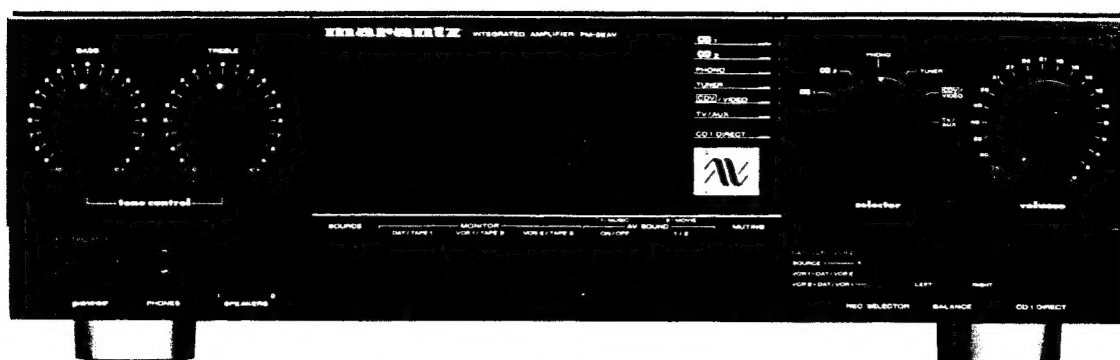 marantz INTEGRATED AMPLIFIER PM-68AV
BASS TREBLE
tone control
CD 1
CD 2
PHONO
TUNER
CDV / VIDEO
TV/AUX
CD 1 DIRECT
PHONO
CD 2 TUNER
CD 1 CDV / VIDEO
TV / AUX
selector volume
1 MUSIC 2 MOVIE
SOURCE MONITOR AV SOUND MUTING
DAT/TAPE 1 VCR 1/TAPE 2 VCR 2/TAPE 3 ON/OFF 1/2
SOURCE
VCR 1-DAT/VCR 2
VCR 2-DAT/VCR 1
LEFT RIGHT
power PHONES 1 SPEAKERS 2
REC SELECTOR BALANCE CD 1 DIRECT